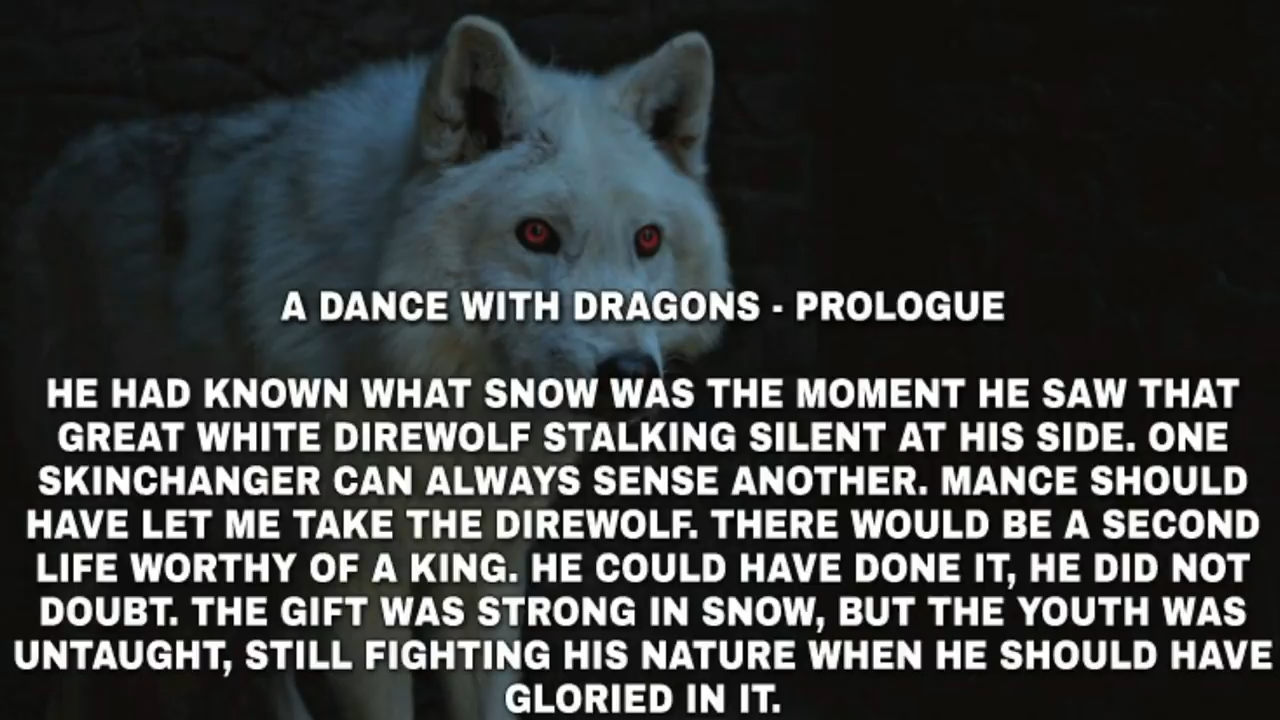 A DANCE WITH DRAGONS - PROLOGUE
HE HAD KNOWN WHAT SNOW WAS THE MOMENT HE SAW THAT
GREAT WHITE DIREWOLF STALKING SILENT AT HIS SIDE. ONE
SKINCHANGER CAN ALWAYS SENSE ANOTHER. MANCE SHOULD
HAVE LET ME TAKE THE DIREWOLF. THERE WOULD BE A SECOND
LIFE WORTHY OF A KING. HE COULD HAVE DONE IT, HE DID NOT
DOUBT. THE GIFT WAS STRONG IN SNOW, BUT THE YOUTH WAS
UNTAUGHT, STILL FIGHTING HIS NATURE WHEN HE SHOULD HAVE
GLORIED IN IT.